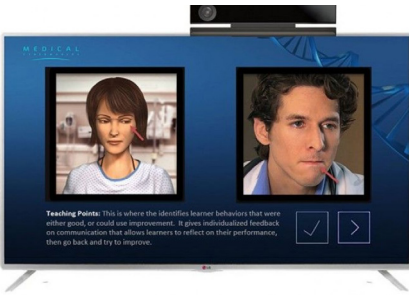 MEDICAL
Teaching Points: This is where the identifies learner behaviors that were
either good, or could use improvement. It gives individualized feedback
on communication that allows learners to reflect on their performance,
then go back and try to improve.
LG